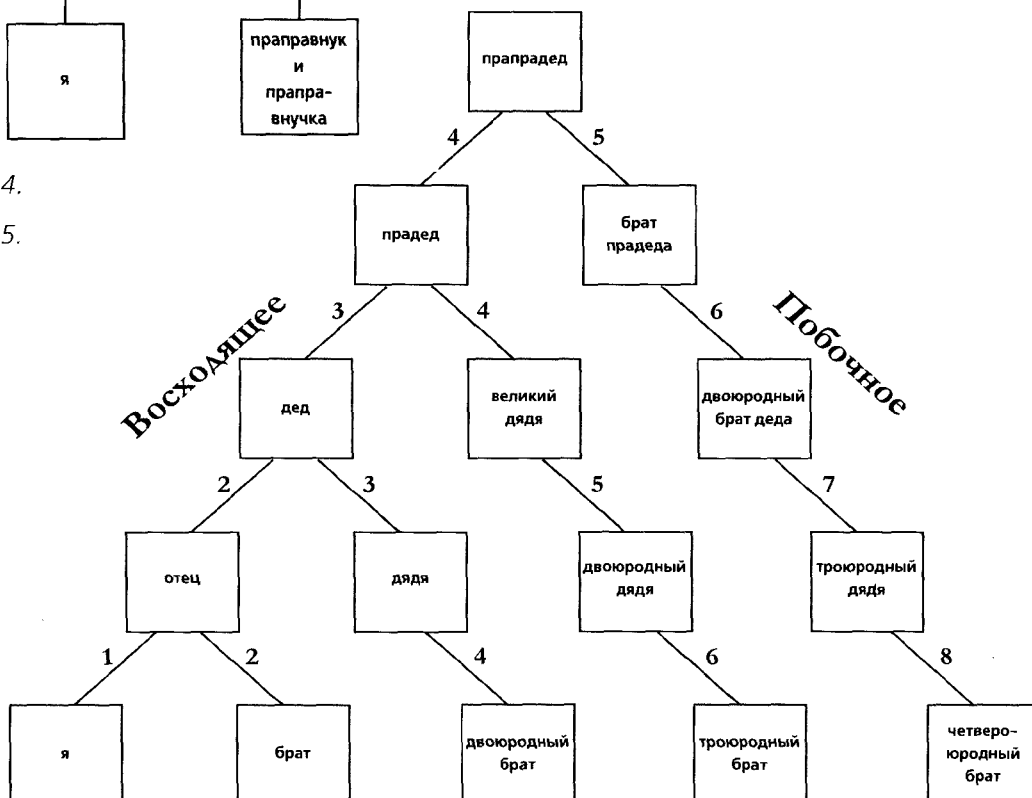 я
праправнук
и
прапра-
внучка
прапрадед
4 5
4.
5.
прадед
брат
прадеда
3 4 6
Восходящее
Побочное
дед
великий
дядя
двоюродный
брат деда
2 3 5 7
отец
дядя
двоюродный
дядя
троюродный
дядя
1 2 4 6 8
я
брат
двоюродный
брат
троюродный
брат
четверо-
юродный
брат